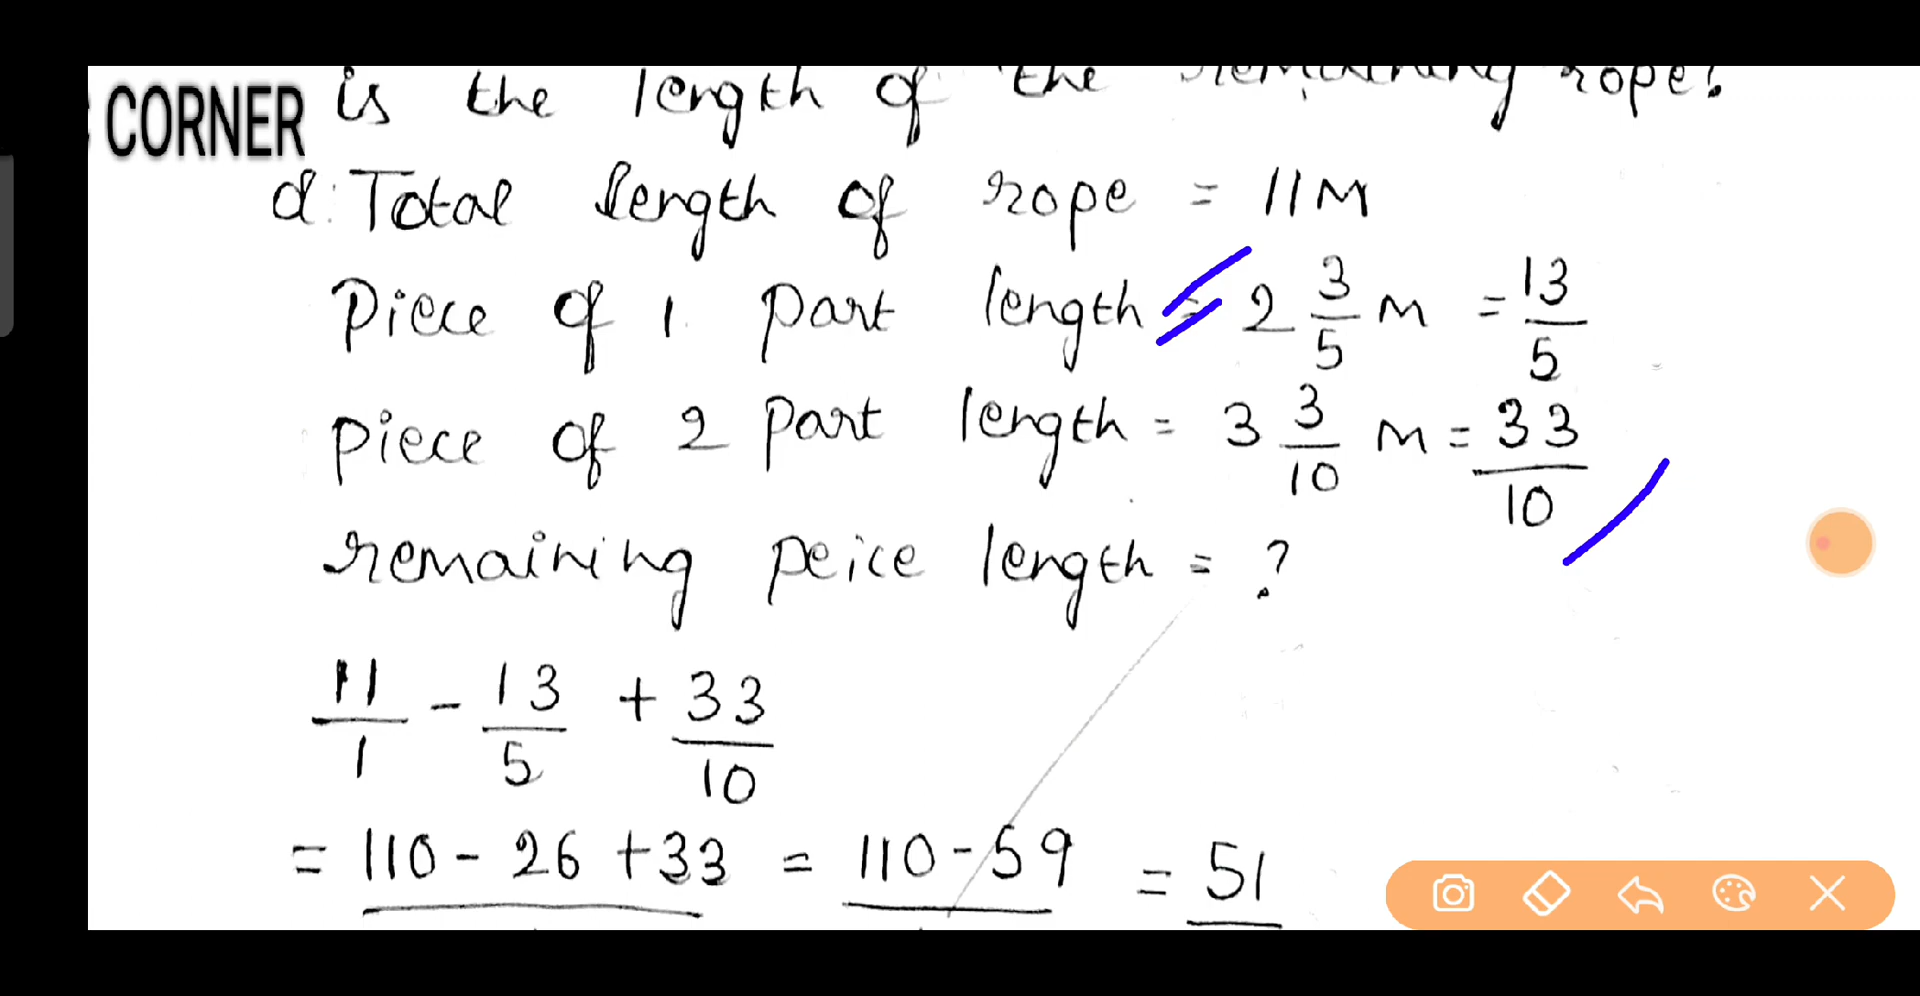 is the length of the remaining rope?
CORNER
d: Total length of rope = 11M
Piece of 1 part length = 2 3/5 M = 13/5
piece of 2 part length = 3 3/10 M = 33/10
remaining peice length = ?
11/1 - 13/5 + 33/10
= 110 - 26 + 33 = 110 - 59 = 51